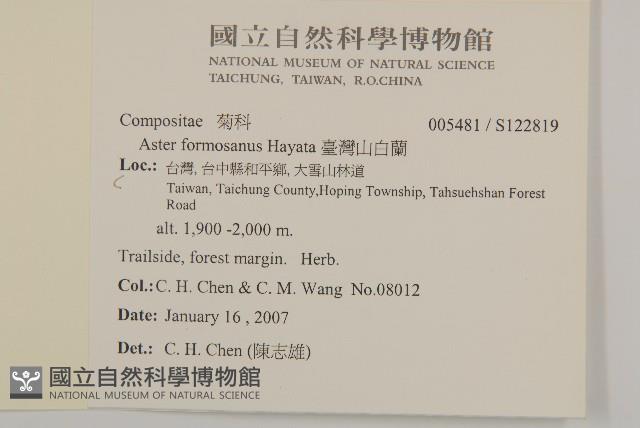 國立自然科學博物館
NATIONAL MUSEUM OF NATURAL SCIENCE
TAICHUNG, TAIWAN, R.O.CHINA
Compositae 菊科 005481 / S122819
Aster formosanus Hayata 臺灣山白蘭
Loc.: 台灣, 台中縣和平鄉, 大雪山林道
Taiwan, Taichung County,Hoping Township, Tahsuehshan Forest
Road
alt. 1,900 -2,000 m.
Trailside, forest margin. Herb.
Col.: C. H. Chen & C. M. Wang No.08012
Date: January 16 , 2007
Det.: C. H. Chen (陳志雄)
國立自然科學博物館
NATIONAL MUSEUM OF NATURAL SCIENCE